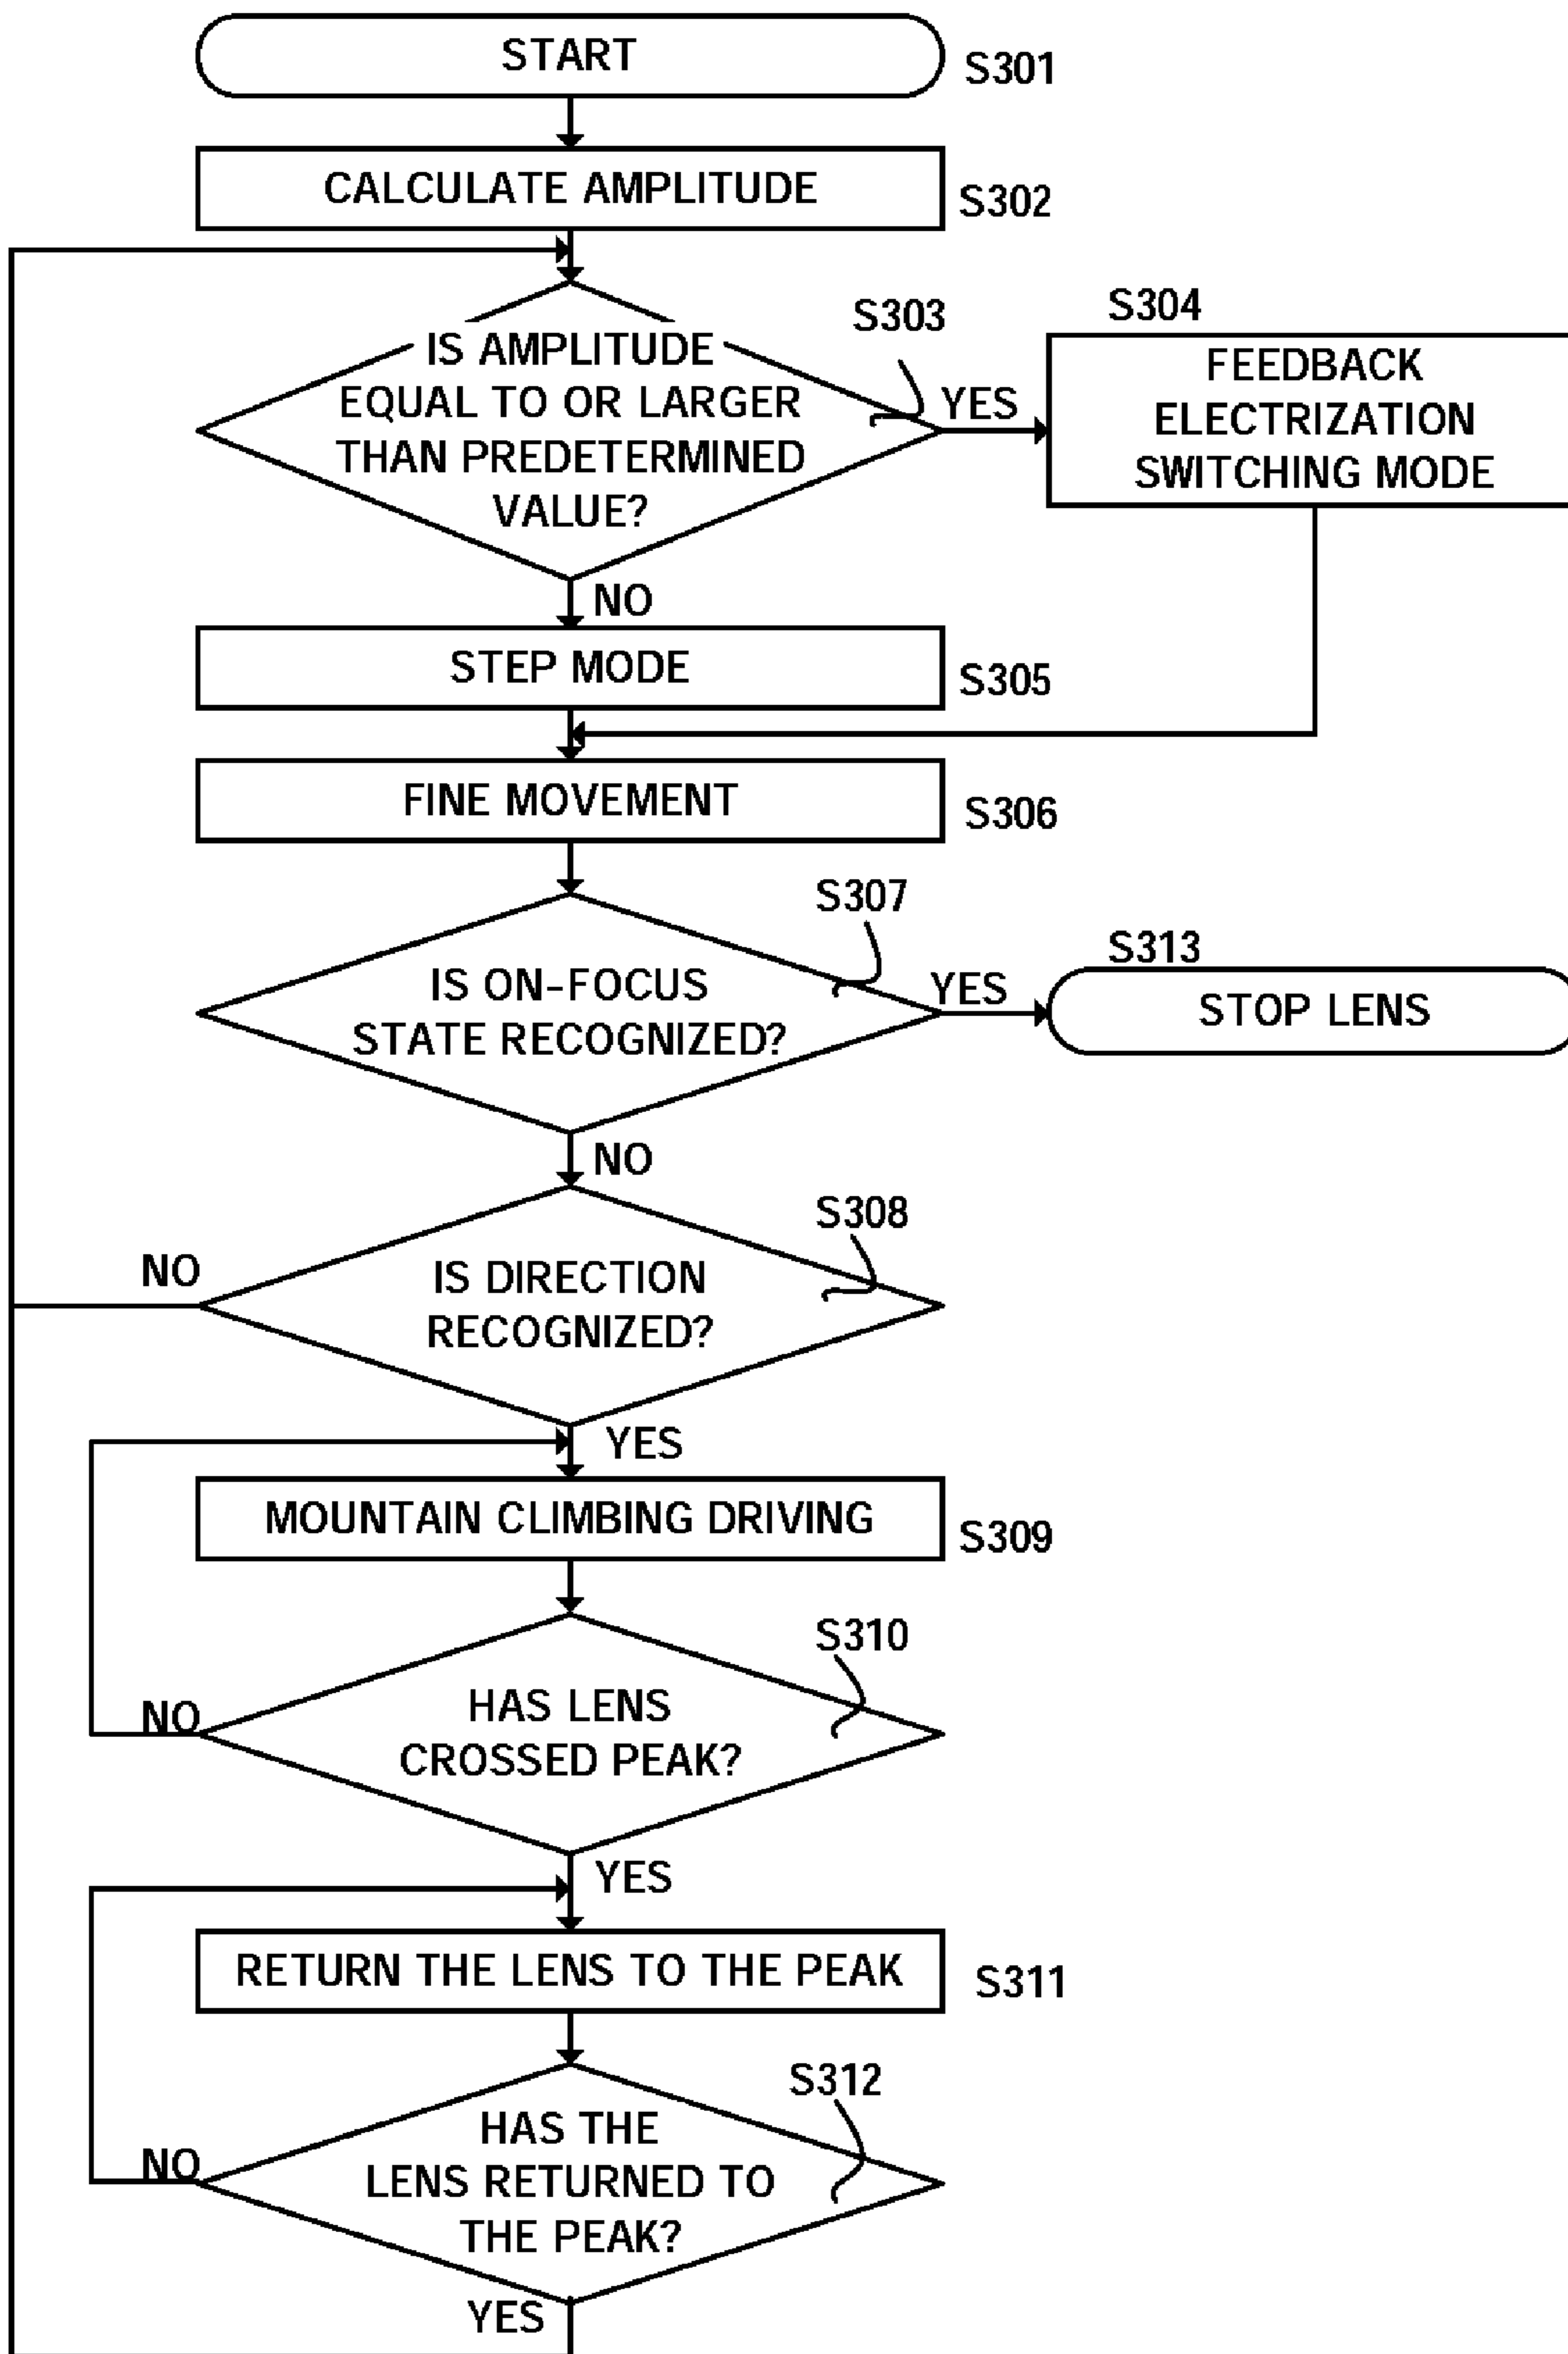 START
S301
CALCULATE AMPLITUDE
S302
S303
S304
IS AMPLITUDE
EQUAL TO OR LARGER
THAN PREDETERMINED
VALUE?
YES
FEEDBACK
ELECTRIZATION
SWITCHING MODE
NO
STEP MODE
S305
FINE MOVEMENT
S306
S307
IS ON-FOCUS
STATE RECOGNIZED?
YES
S313
STOP LENS
NO
S308
NO
IS DIRECTION
RECOGNIZED?
YES
MOUNTAIN CLIMBING DRIVING
S309
S310
NO
HAS LENS
CROSSED PEAK?
YES
RETURN THE LENS TO THE PEAK
S311
S312
NO
HAS THE
LENS RETURNED TO
THE PEAK?
YES